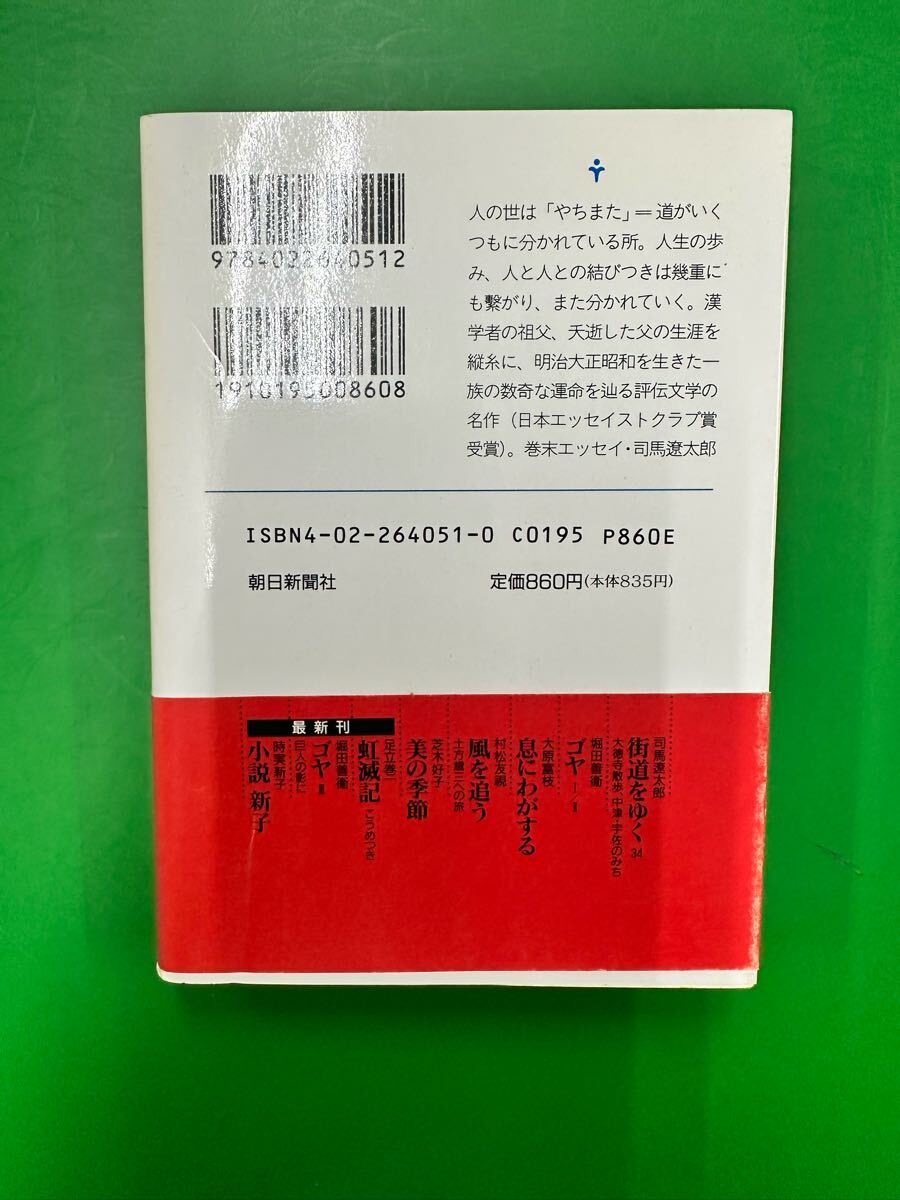 9784022640512
1910195008608
人の世は「やちまた」＝道がいく
つもに分かれている所。人生の歩
み、人と人との結びつきは幾重に
も繫がり、また分かれていく。漢
学者の祖父、夭逝した父の生涯を
縦糸に、明治大正昭和を生きた一
族の数奇な運命を辿る評伝文学の
名作（日本エッセイストクラブ賞
受賞）。巻末エッセイ・司馬遼太郎
ISBN4-02-264051-0 C0195 P860E
朝日新聞社
定価860円（本体835円）
最新刊
司馬遼太郎
街道をゆく 34
大徳寺散歩・中津・宇佐のみち
堀田善衞
ゴヤ I
大原富枝
息にわがする
村松友視
風を追う
土方歳三への旅
芝木好子
美の季節
足立巻一
虹滅記 こうめつき
堀田善衞
ゴヤ II
巨人の影に
時実新子
小説 新子